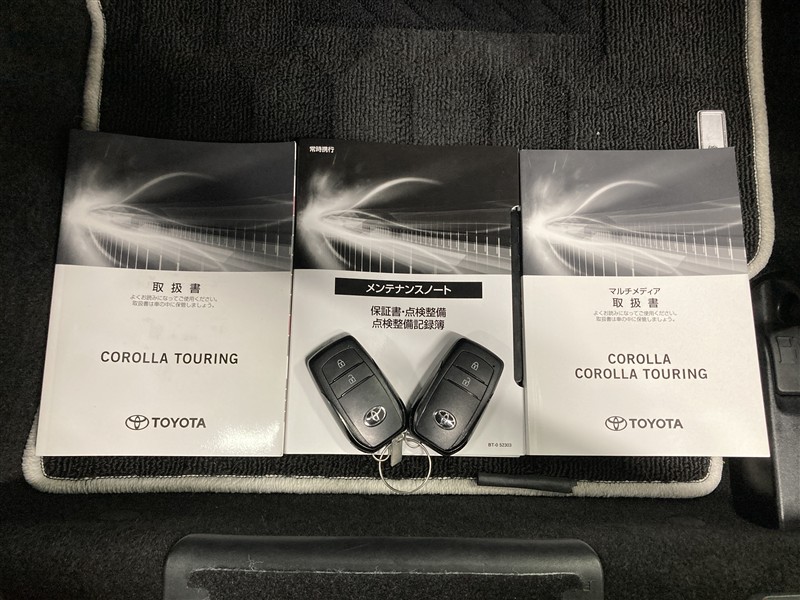 取扱書
よくお読みになってご使用ください。
取扱書は車の中に保管しましょう。
COROLLA TOURING
TOYOTA
常時携行
メンテナンスノート
保証書・点検整備
点検整備記録簿
BT-0 S2303
マルチメディア
取扱書
よくお読みになってご使用ください。
取扱書は車の中に保管しましょう。
COROLLA
COROLLA TOURING
TOYOTA